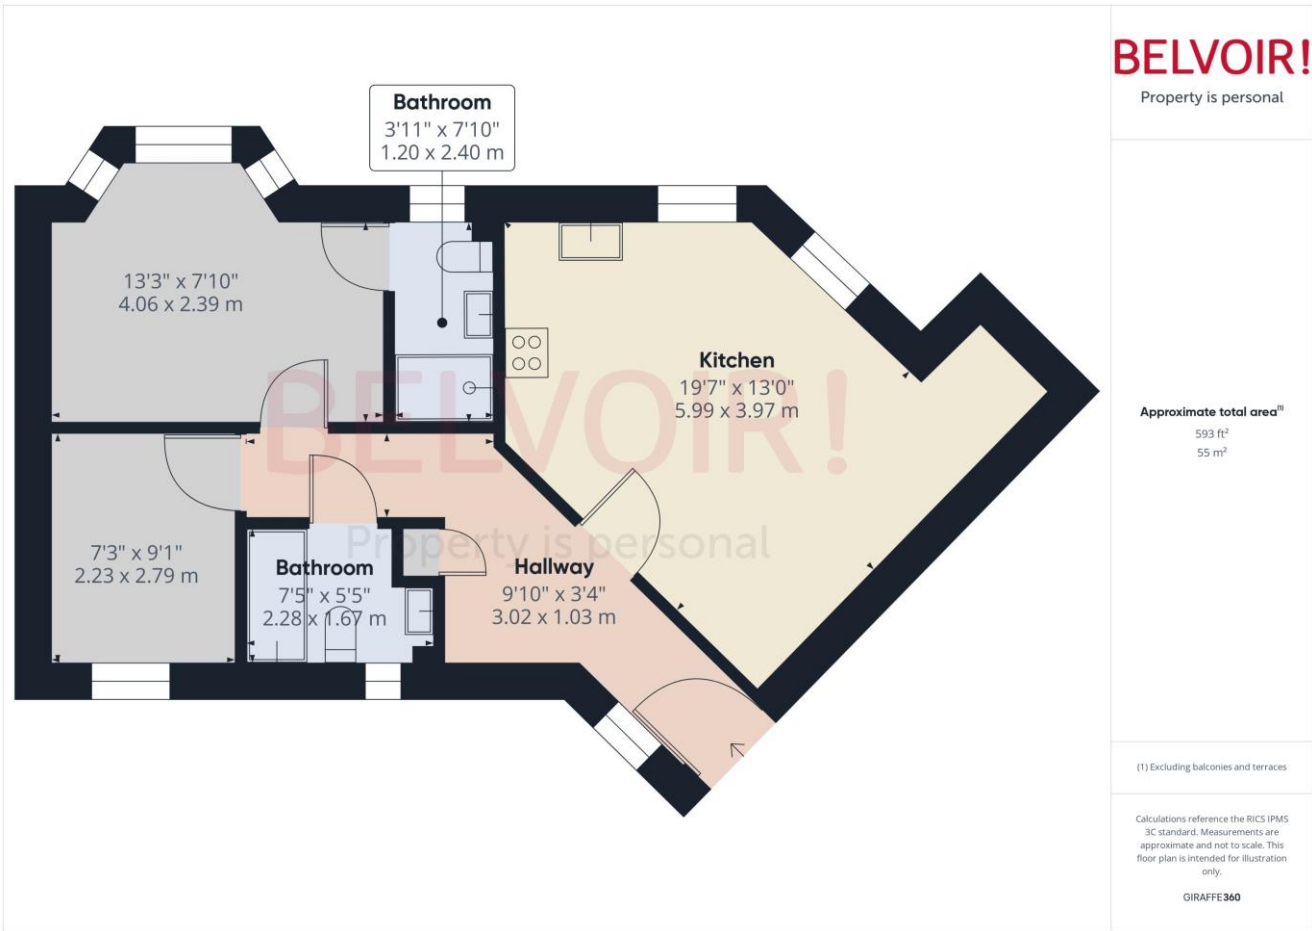 BELVOIR!
Property is personal
Bathroom
3'11" x 7'10"
1.20 x 2.40 m
13'3" x 7'10"
4.06 x 2.39 m
Kitchen
19'7" x 13'0"
5.99 x 3.97 m
BELVOIR!
Property is personal
7'3" x 9'1"
2.23 x 2.79 m
Bathroom
7'5" x 5'5"
2.28 x 1.67 m
Hallway
9'10" x 3'4"
3.02 x 1.03 m
Approximate total area(1)
593 ft²
55 m²
(1) Excluding balconies and terraces
Calculations reference the RICS IPMS
3C standard. Measurements are
approximate and not to scale. This
floor plan is intended for illustration
only.
GIRAFFE360